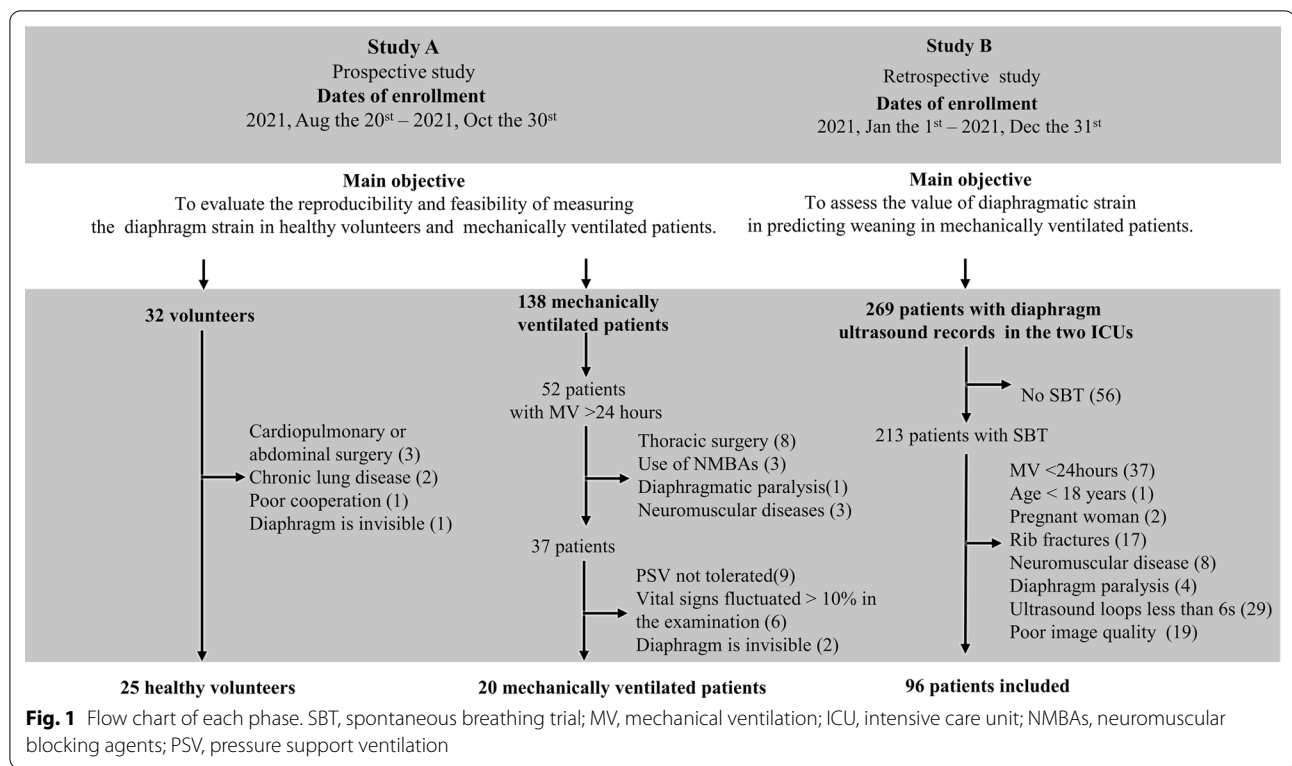 Study A
Prospective study
Dates of enrollment
2021, Aug the 20st – 2021, Oct the 30st
Study B
Retrospective study
Dates of enrollment
2021, Jan the 1st – 2021, Dec the 31st
Main objective
To evaluate the reproducibility and feasibility of measuring
the diaphragm strain in healthy volunteers and mechanically ventilated patients.
Main objective
To assess the value of diaphragmatic strain
in predicting weaning in mechanically ventilated patients.
32 volunteers
Cardiopulmonary or
abdominal surgery (3)
Chronic lung disease (2)
Poor cooperation (1)
Diaphragm is invisible (1)
25 healthy volunteers
138 mechanically
ventilated patients
52 patients
with MV >24 hours
Thoracic surgery (8)
Use of NMBAs (3)
Diaphragmatic paralysis(1)
Neuromuscular diseases (3)
37 patients
PSV not tolerated(9)
Vital signs fluctuated > 10% in
the examination (6)
Diaphragm is invisible (2)
20 mechanically ventilated patients
269 patients with diaphragm
ultrasound records in the two ICUs
No SBT (56)
213 patients with SBT
MV <24hours (37)
Age < 18 years (1)
Pregnant woman (2)
Rib fractures (17)
Neuromuscular disease (8)
Diaphragm paralysis (4)
Ultrasound loops less than 6s (29)
Poor image quality (19)
96 patients included
Fig. 1 Flow chart of each phase. SBT, spontaneous breathing trial; MV, mechanical ventilation; ICU, intensive care unit; NMBAs, neuromuscular
blocking agents; PSV, pressure support ventilation